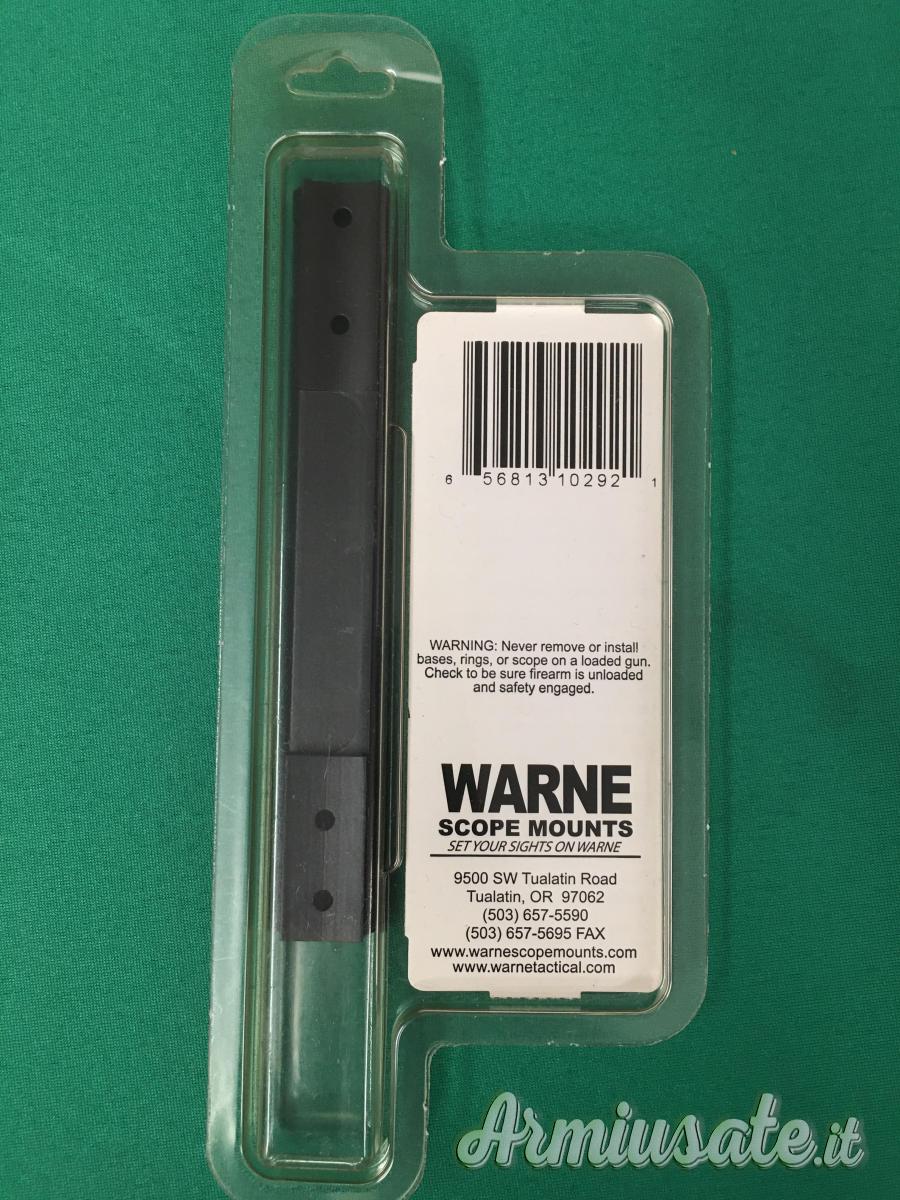 6 56813 10292 1
WARNING: Never remove or install
bases, rings, or scope on a loaded gun.
Check to be sure firearm is unloaded
and safety engaged.
WARNE
SCOPE MOUNTS
SET YOUR SIGHTS ON WARNE
9500 SW Tualatin Road
Tualatin, OR 97062
(503) 657-5590
(503) 657-5695 FAX
www.warnescopemounts.com
www.warnetactical.com
Armiusate.it